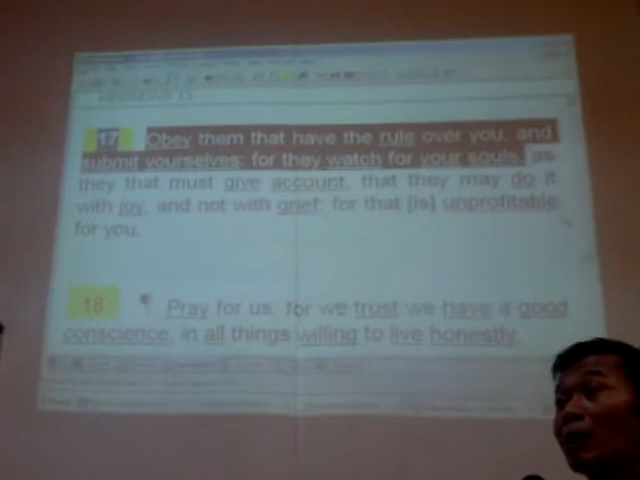 HEBREWS 13
17 Obey them that have the rule over you, and
submit yourselves: for they watch for your souls, as
they that must give account, that they may do it
with joy, and not with grief: for that [is] unprofitable
for you.
18 ¶ Pray for us: for we trust we have a good
conscience, in all things willing to live honestly.